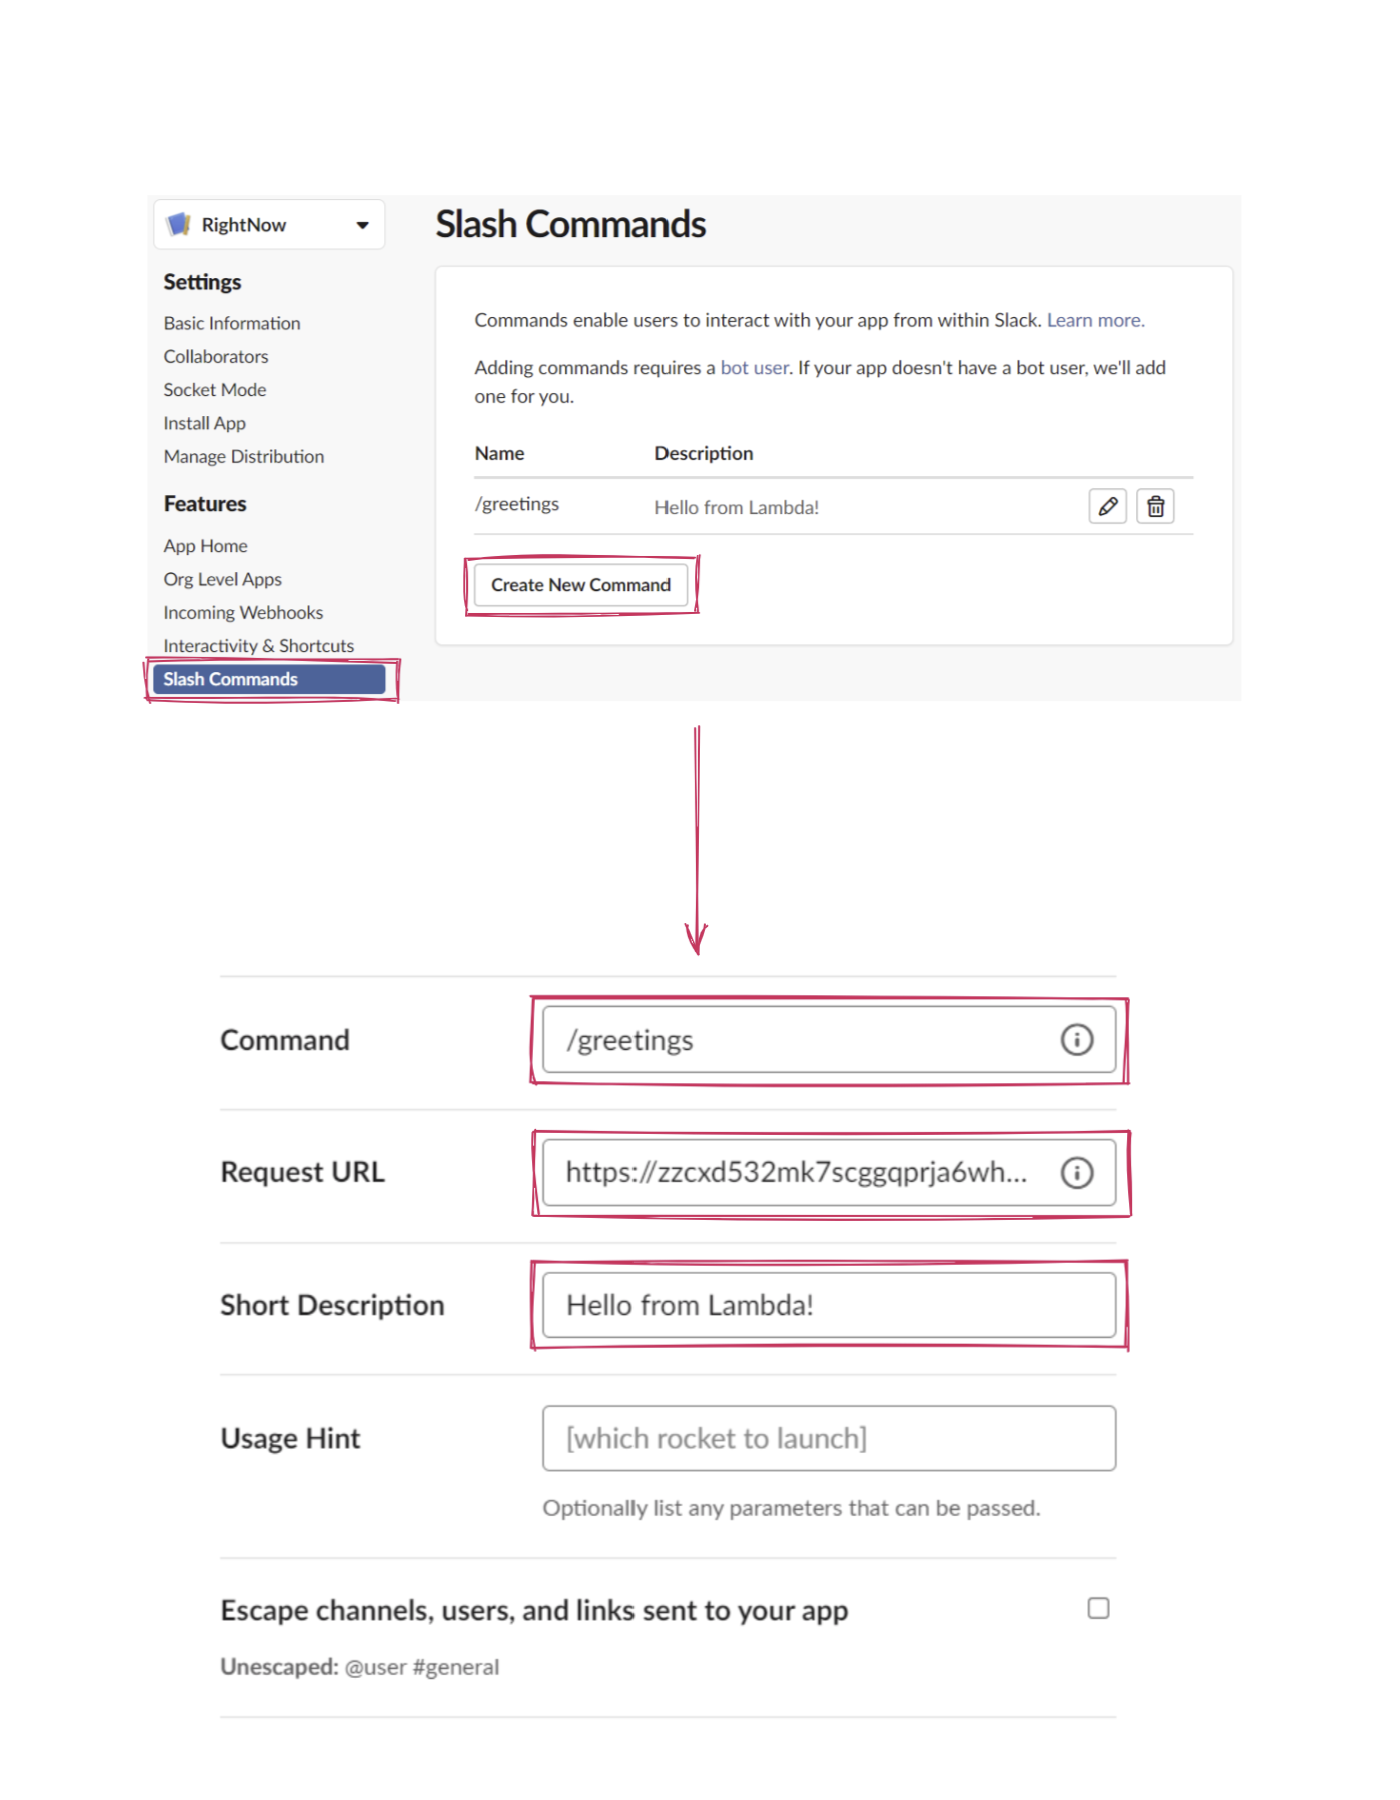 RightNow
Slash Commands
Settings
Basic Information
Collaborators
Socket Mode
Install App
Manage Distribution
Features
App Home
Org Level Apps
Incoming Webhooks
Interactivity & Shortcuts
Slash Commands
Commands enable users to interact with your app from within Slack. Learn more.
Adding commands requires a bot user. If your app doesn't have a bot user, we'll add
one for you.
Name Description
/greetings Hello from Lambda!
Create New Command
Command /greetings
Request URL https://zzcxd532mk7scggqprja6wh...
Short Description Hello from Lambda!
Usage Hint [which rocket to launch]
Optionally list any parameters that can be passed.
Escape channels, users, and links sent to your app
Unescaped: @user #general